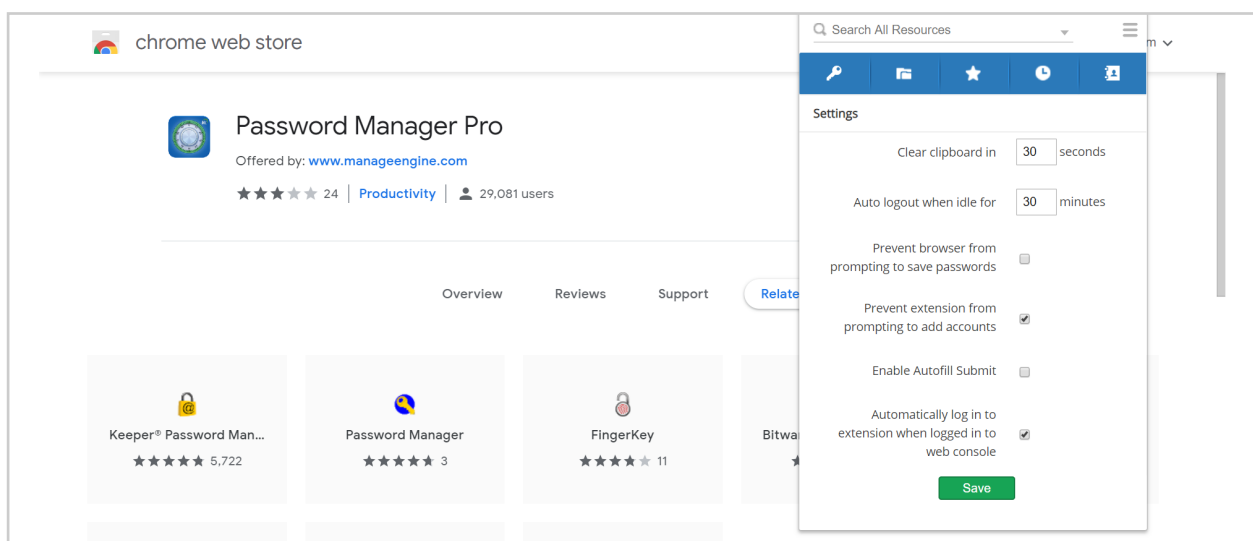 chrome web store
Password Manager Pro
Offered by: www.manageengine.com
24 Productivity 29,081 users
Overview Reviews Support Relate
Keeper® Password Man...
5,722
Password Manager
3
FingerKey
11
Bitwa
Search All Resources
m
Settings
Clear clipboard in 30 seconds
Auto logout when idle for 30 minutes
Prevent browser from
prompting to save passwords
Prevent extension from
prompting to add accounts
Enable Autofill Submit
Automatically log in to
extension when logged in to
web console
Save